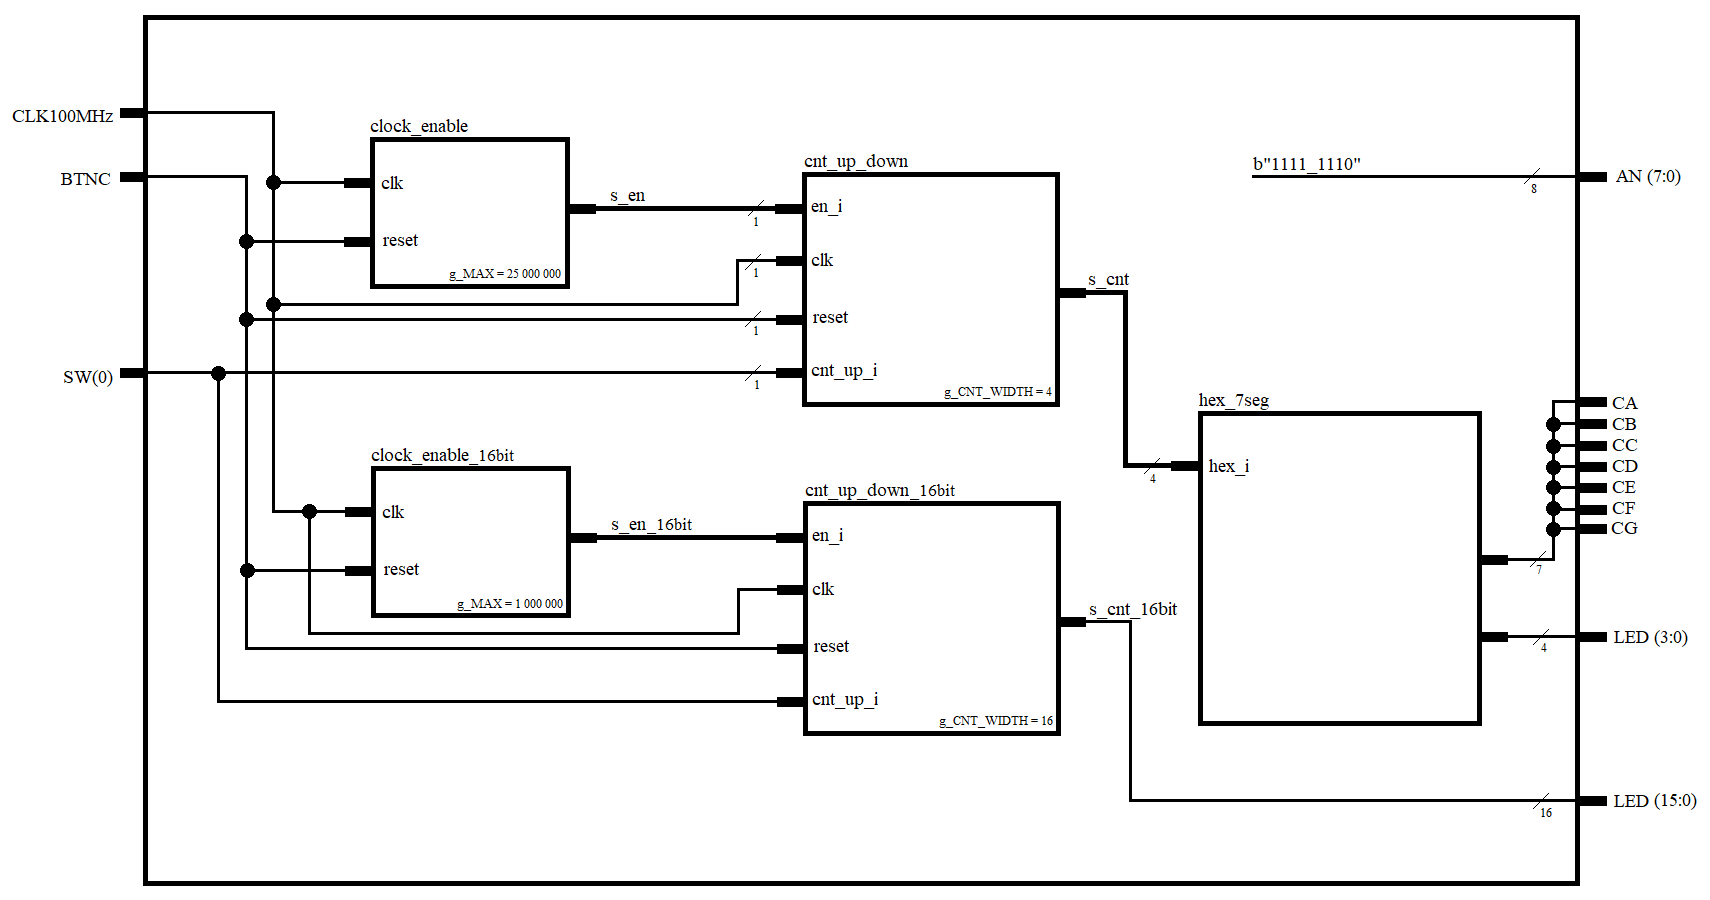 CLK100MHz
BTNC
SW(0)
clock_enable
clk
reset
g_MAX = 25 000 000
s_en
1
cnt_up_down
en_i
clk
1
reset
1
cnt_up_i
1
g_CNT_WIDTH = 4
s_cnt
b"1111_1110"
8
AN (7:0)
clock_enable_16bit
clk
reset
g_MAX = 1 000 000
s_en_16bit
cnt_up_down_16bit
en_i
clk
reset
cnt_up_i
g_CNT_WIDTH = 16
s_cnt_16bit
hex_7seg
4
hex_i
CA
CB
CC
CD
CE
CF
CG
7
4
LED (3:0)
16
LED (15:0)